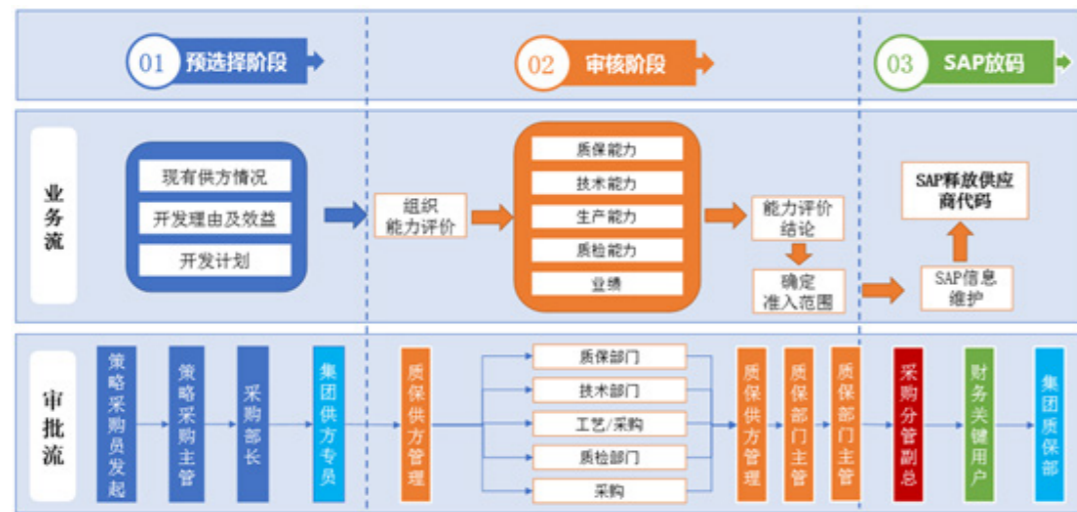 01 预选择阶段
02 审核阶段
03 SAP放码
业务流
现有供方情况
开发理由及效益
开发计划
组织
能力评价
质保能力
技术能力
生产能力
质检能力
业绩
能力评价
结论
确定
准入范围
SAP释放供应
商代码
SAP信息
维护
审批流
策略采购员发起
策略采购主管
采购部长
集团供方专员
质保供方管理
质保部门
技术部门
工艺/采购
质检部门
采购
质保供方管理
质保部门主管
质保部门主管
采购分管副总
财务关键用户
集团质保部